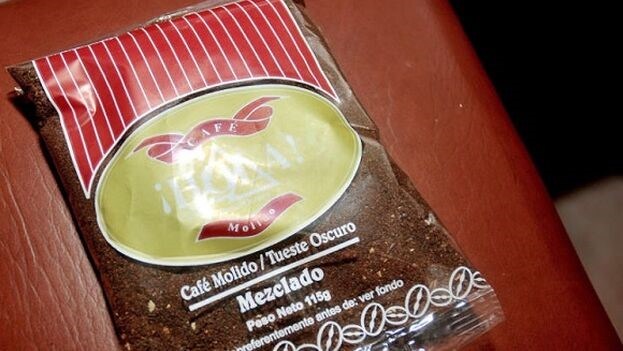 CAFÉ
¡HOLA!
Molido
Café Molido / Tueste Oscuro
Mezclado
Peso Neto 115g
preferentemente antes de: ver fondo